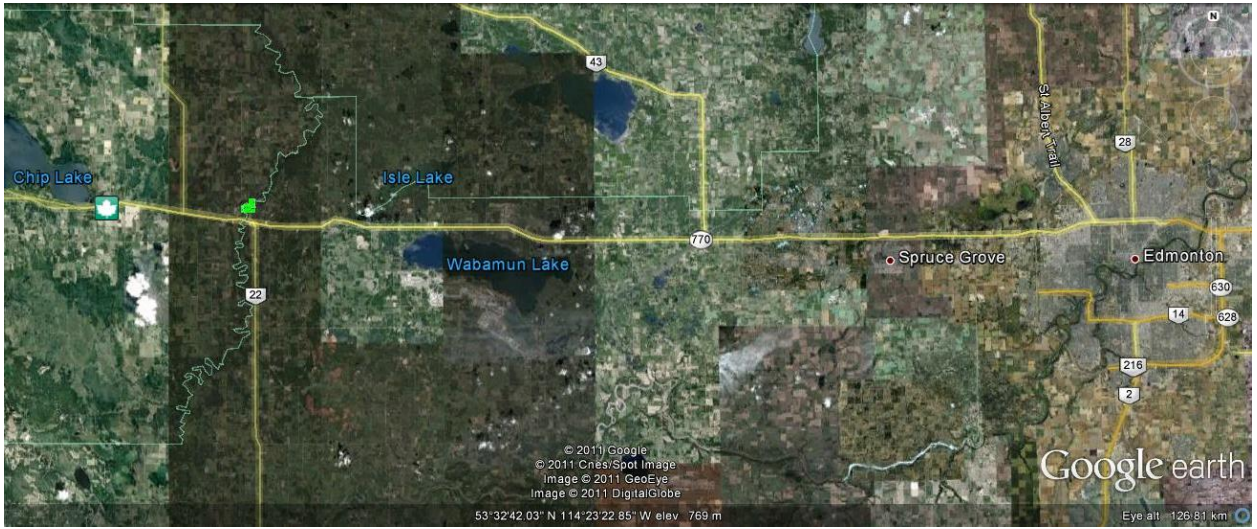 N
43
St Albert Trail
28
Chip Lake
Isle Lake
770
Spruce Grove
Edmonton
Wabamun Lake
22
630
14
628
216
2
© 2011 Google
© 2011 Cnes/Spot Image
Image © 2011 GeoEye
Image © 2011 DigitalGlobe
Google earth
53°32'42.03" N 114°23'22.85" W elev 769 m
Eye alt 126.81 km